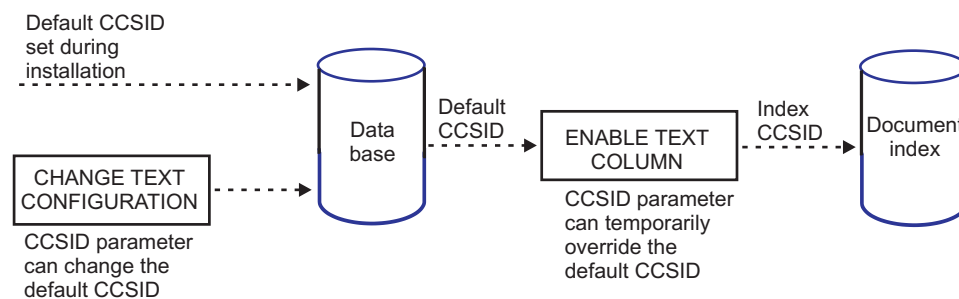 Default CCSID
set during
installation
Data
base
CHANGE TEXT
CONFIGURATION
CCSID parameter
can change the
default CCSID
Default
CCSID
ENABLE TEXT
COLUMN
CCSID parameter
can temporarily
override the
default CCSID
Index
CCSID
Document
index